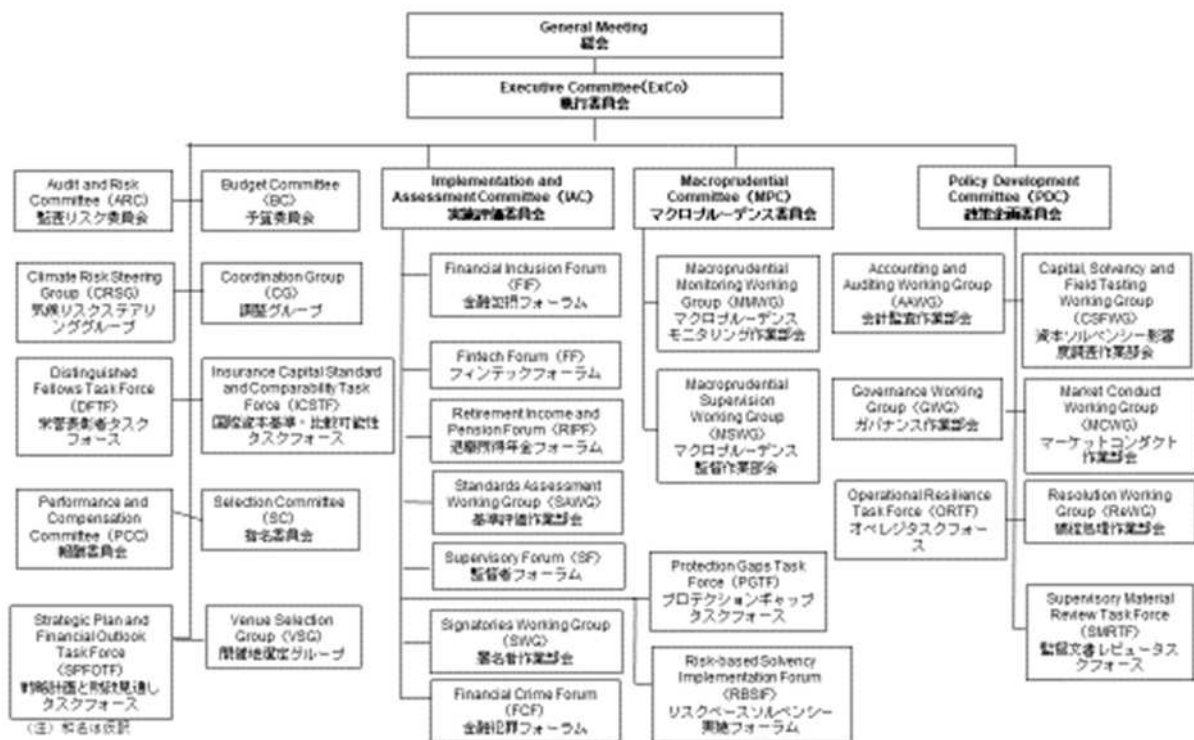 General Meeting
総会
Executive Committee(ExCo)
執行委員会
Audit and Risk
Committee (ARC)
監査リスク委員会
Budget Committee
(BC)
予算委員会
Implementation and
Assessment Committee (IAC)
実施評価委員会
Macroprudential
Committee (MPC)
マクロプルーデンス委員会
Policy Development
Committee (PDC)
政策企画委員会
Climate Risk Steering
Group (CRSG)
気候リスクステアリ
ンググループ
Coordination Group
(CG)
調整グループ
Financial Inclusion Forum
(FIF)
金融包摂フォーラム
Macroprudential
Monitoring Working
Group (MMWG)
マクロプルーデンス
モニタリング作業部会
Accounting and
Auditing Working
Group (AAWG)
会計監査作業部会
Capital, Solvency and
Field Testing
Working Group
(CSFWG)
資本ソルベンシー影響
度調査作業部会
Distinguished
Fellows Task Force
(DFTF)
栄誉表彰者タスク
フォース
Insurance Capital Standard
and Comparability Task
Force (ICSTF)
国際資本基準・比較可能性
タスクフォース
Fintech Forum (FF)
フィンテックフォーラム
Retirement Income and
Pension Forum (RIPF)
退職所得年金フォーラム
Macroprudential
Supervision
Working Group
(MSWG)
マクロプルーデンス
監督作業部会
Governance Working
Group (GWG)
ガバナンス作業部会
Market Conduct
Working Group
(MCWG)
マーケットコンダクト
作業部会
Performance and
Compensation
Committee (PCC)
報酬委員会
Selection Committee
(SC)
指名委員会
Standards Assessment
Working Group (SAWG)
基準評価作業部会
Operational Resilience
Task Force (ORTF)
オペレジタスクフォー
ス
Resolution Working
Group (ReWG)
破綻処理作業部会
Supervisory Forum (SF)
監督者フォーラム
Protection Gaps Task
Force (PGTF)
プロテクションギャップ
タスクフォース
Strategic Plan and
Financial Outlook
Task Force
(SPFOTF)
戦略計画と財政見通し
タスクフォース
Venue Selection
Group (VSG)
開催地選定グループ
Signatories Working
Group (SWG)
署名者作業部会
Supervisory Material
Review Task Force
(SMRTF)
監督文書レビュータス
クフォース
Financial Crime Forum
(FCF)
金融犯罪フォーラム
Risk-based Solvency
Implementation Forum
(RBSIF)
リスクベースソルベンシー
実施フォーラム
(注) 和名は仮訳